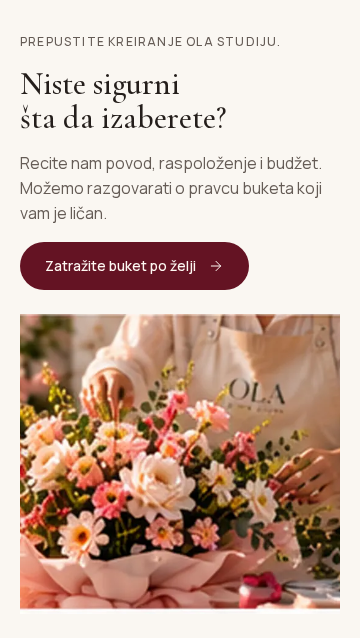 PREPUSTITE KREIRANJE OLA STUDIJU.
Niste sigurni
šta da izaberete?
Recite nam povod, raspoloženje i budžet.
Možemo razgovarati o pravcu buketa koji
vam je ličan.
Zatražite buket po želji →
OLA